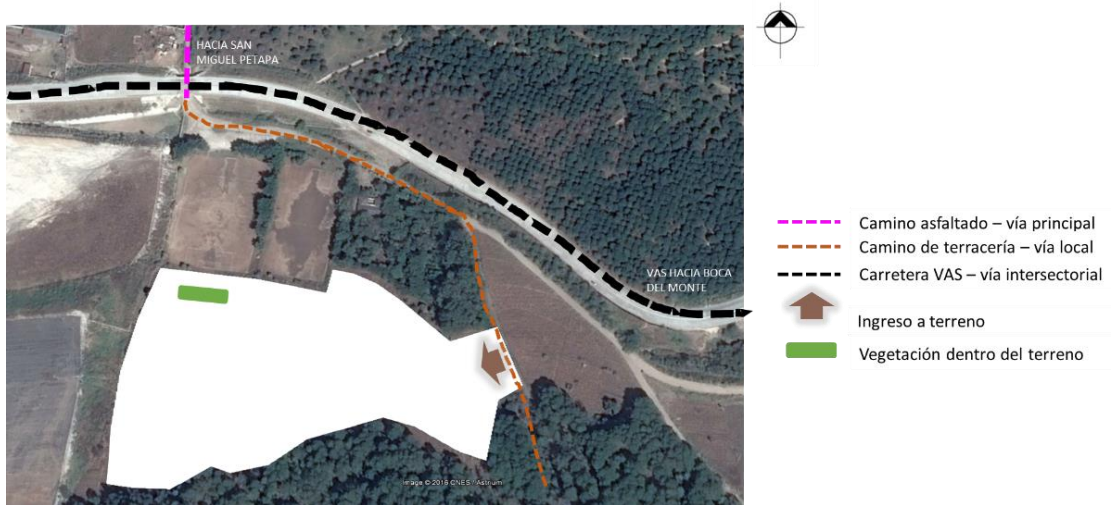 HACIA SAN
MIGUEL PETAPA
VAS HACIA BOCA
DEL MONTE
Image © 2016 CNES / Astrium
Camino asfaltado – vía principal
Camino de terracería – vía local
Carretera VAS – vía intersectorial
Ingreso a terreno
Vegetación dentro del terreno